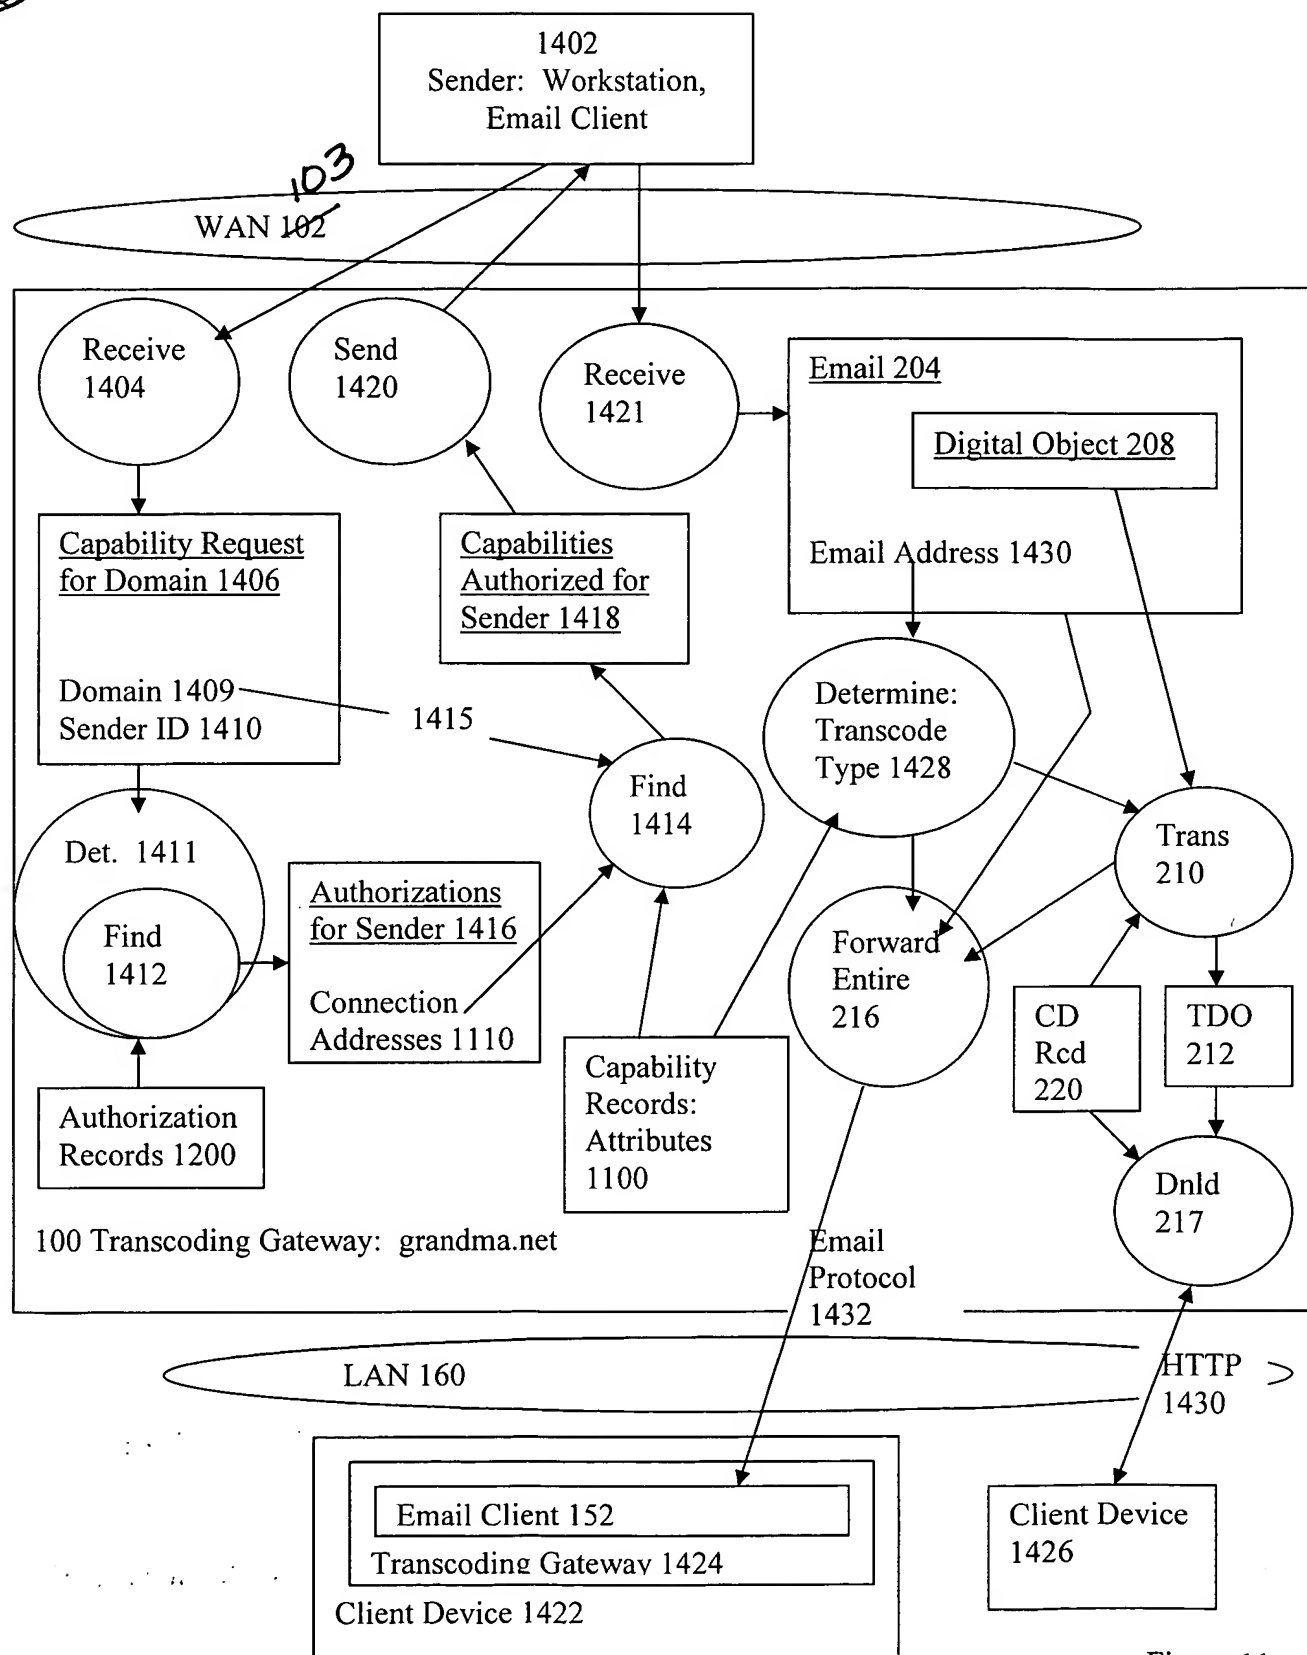 1402
Sender: Workstation,
Email Client
103
WAN 102
Receive
1404
Send
1420
Receive
1421
Email 204
Digital Object 208
Email Address 1430
Capability Request
for Domain 1406
Domain 1409
Sender ID 1410
Capabilities
Authorized for
Sender 1418
1415
Determine:
Transcode
Type 1428
Find
1414
Trans
210
Det. 1411
Find
1412
Authorizations
for Sender 1416
Connection
Addresses 1110
Forward
Entire
216
CD
Rcd
220
TDO
212
Authorization
Records 1200
Capability
Records:
Attributes
1100
Dnld
217
100 Transcoding Gateway: grandma.net
Email
Protocol
1432
LAN 160
HTTP
1430
Email Client 152
Transcoding Gateway 1424
Client Device 1422
Client Device
1426